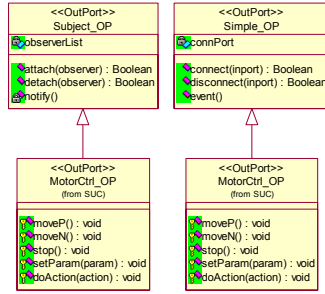 <<OutPort>>
Subject_OP
observerList
attach(observer) : Boolean
detach(observer) : Boolean
notify()
<<OutPort>>
MotorCtrl_OP
(from SUC)
moveP() : void
moveN() : void
stop() : void
setParam(param) : void
doAction(action) : void
<<OutPort>>
Simple_OP
connPort
connect(inport) : Boolean
disconnect(inport) : Boolean
event()
<<OutPort>>
MotorCtrl_OP
(from SUC)
moveP() : void
moveN() : void
stop() : void
setParam(param) : void
doAction(action) : void